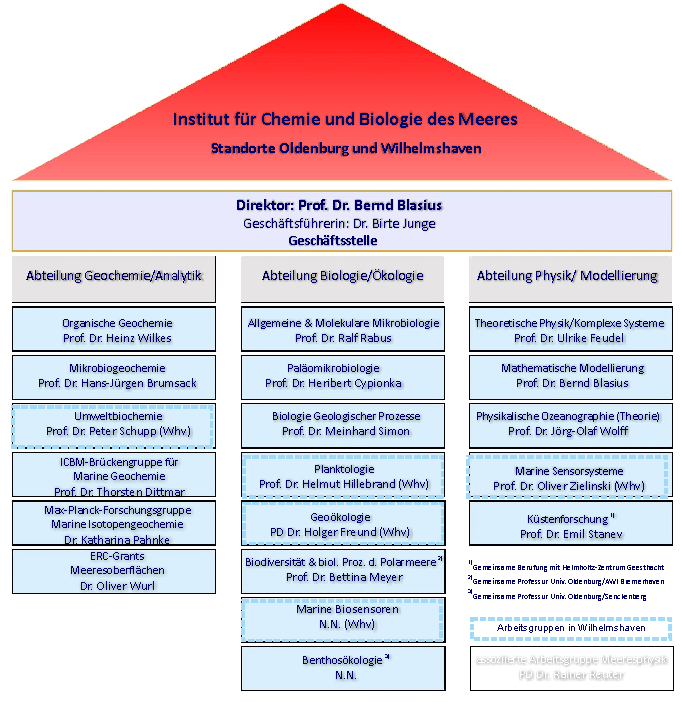 Institut für Chemie und Biologie des Meeres
Standorte Oldenburg und Wilhelmshaven
Direktor: Prof. Dr. Bernd Blasius
Geschäftsführerin: Dr. Birte Junge
Geschäftsstelle
Abteilung Geochemie/Analytik
Organische Geochemie
Prof. Dr. Heinz Wilkes
Mikrobiogeochemie
Prof. Dr. Hans-Jürgen Brumsack
Umweltbiochemie
Prof. Dr. Peter Schupp (Whv)
ICBM-Brückengruppe für
Marine Geochemie
Prof. Dr. Thorsten Dittmar
Max-Planck-Forschungsgruppe
Marine Isotopengeochemie
Dr. Katharina Pahnke
ERC-Grants
Meeresoberflächen
Dr. Oliver Wurl
Abteilung Biologie/Ökologie
Allgemeine & Molekulare Mikrobiologie
Prof. Dr. Ralf Rabus
Paläomikrobiologie
Prof. Dr. Heribert Cypionka
Biologie Geologischer Prozesse
Prof. Dr. Meinhard Simon
Planktologie
Prof. Dr. Helmut Hillebrand (Whv)
Geoökologie
PD Dr. Holger Freund (Whv)
Biodiversität & biol. Proz. d. Polarmeere 2)
Prof. Dr. Bettina Meyer
Marine Biosensoren
N.N. (Whv)
Benthosökologie 3)
N.N.
Abteilung Physik/ Modellierung
Theoretische Physik/Komplexe Systeme
Prof. Dr. Ulrike Feudel
Mathematische Modellierung
Prof. Dr. Bernd Blasius
Physikalische Ozeanographie (Theorie)
Prof. Dr. Jörg-Olaf Wolff
Marine Sensorsysteme
Prof. Dr. Oliver Zielinski (Whv)
Küstenforschung 1)
Prof. Dr. Emil Stanev
1) Gemeinsame Berufung mit Helmholtz-Zentrum Geesthacht
2) Gemeinsame Professur Univ. Oldenburg/AWI Bremerhaven
3) Gemeinsame Professur Univ. Oldenburg/Senckenberg
Arbeitsgruppen in Wilhelmshaven
assoziierte Arbeitsgruppe Meeresphysik
PD Dr. Rainer Reuter